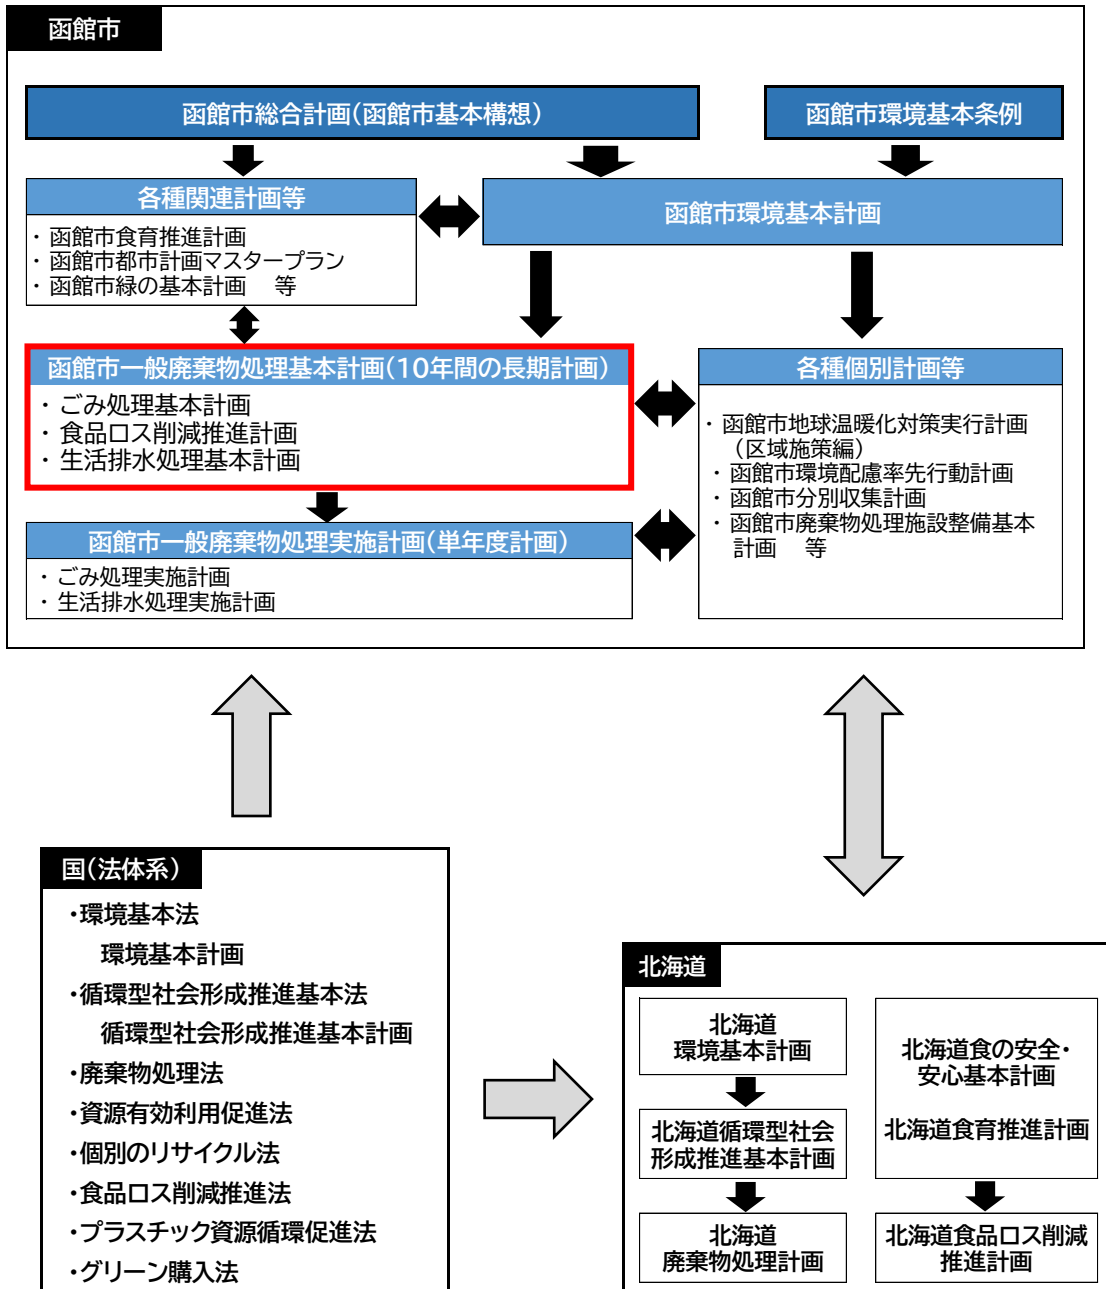 函館市
函館市総合計画(函館市基本構想)
函館市環境基本条例
各種関連計画等
・函館市食育推進計画
・函館市都市計画マスタープラン
・函館市緑の基本計画　等
函館市環境基本計画
函館市一般廃棄物処理基本計画(10年間の長期計画)
・ごみ処理基本計画
・食品ロス削減推進計画
・生活排水処理基本計画
各種個別計画等
・函館市地球温暖化対策実行計画
(区域施策編)
・函館市環境配慮率先行動計画
・函館市分別収集計画
・函館市廃棄物処理施設整備基本
計画　等
函館市一般廃棄物処理実施計画(単年度計画)
・ごみ処理実施計画
・生活排水処理実施計画
国(法体系)
・環境基本法
環境基本計画
・循環型社会形成推進基本法
循環型社会形成推進基本計画
・廃棄物処理法
・資源有効利用促進法
・個別のリサイクル法
・食品ロス削減推進法
・プラスチック資源循環促進法
・グリーン購入法
北海道
北海道
環境基本計画
北海道循環型社会
形成推進基本計画
北海道
廃棄物処理計画
北海道食の安全・
安心基本計画
北海道食育推進計画
北海道食品ロス削減
推進計画